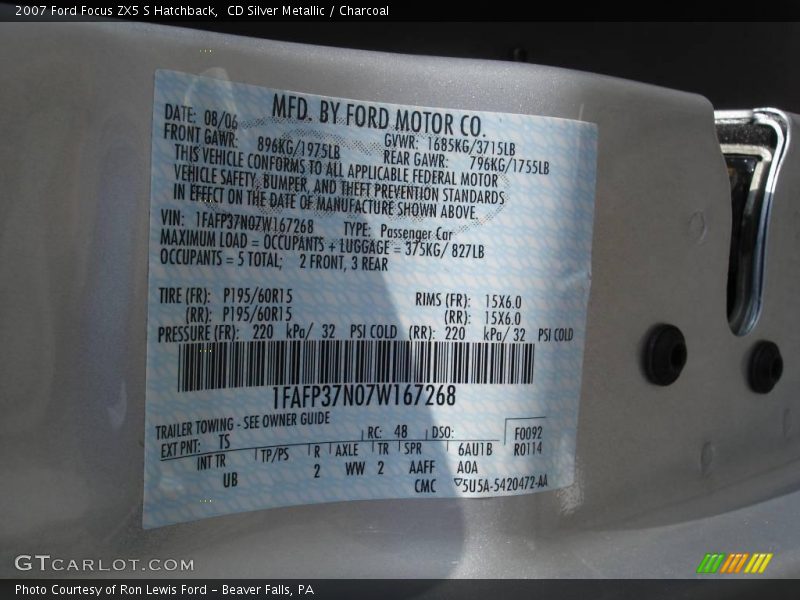 2007 Ford Focus ZX5 S Hatchback,  CD Silver Metallic / Charcoal
MFD. BY FORD MOTOR CO.
DATE: 08/06 GVWR: 1685KG/3715LB
FRONT GAWR: 896KG/1975LB REAR GAWR: 796KG/1755LB
THIS VEHICLE CONFORMS TO ALL APPLICABLE FEDERAL MOTOR
VEHICLE SAFETY, BUMPER, AND THEFT PREVENTION STANDARDS
IN EFFECT ON THE DATE OF MANUFACTURE SHOWN ABOVE.
VIN: 1FAFP37N07W167268 TYPE: Passenger Car
MAXIMUM LOAD = OCCUPANTS + LUGGAGE = 375KG/ 827LB
OCCUPANTS = 5 TOTAL; 2 FRONT, 3 REAR
TIRE (FR): P195/60R15 RIMS (FR): 15X6.0
(RR): P195/60R15 (RR): 15X6.0
PRESSURE (FR): 220 kPa/ 32 PSI COLD (RR): 220 kPa/ 32 PSI COLD
1FAFP37N07W167268
TRAILER TOWING - SEE OWNER GUIDE
EXT PNT: TS RC: 48 DSO: F0092
INT TR TP/PS R AXLE TR SPR 6AU1B R0114
UB 2 WW 2 AAFF A0A
CMC ▽5U5A-5420472-AA
GTCARLOT.COM
Photo Courtesy of Ron Lewis Ford – Beaver Falls, PA